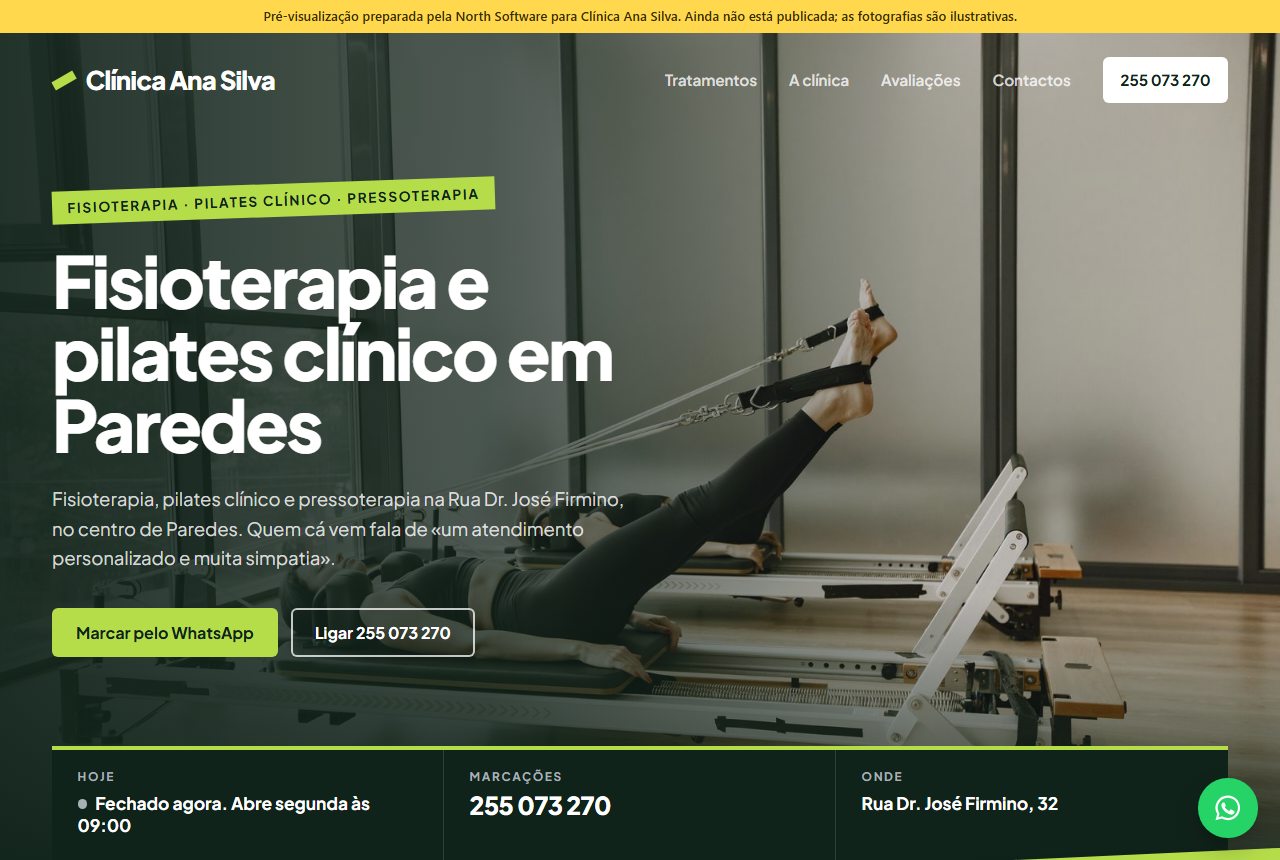 Pré-visualização preparada pela North Software para Clínica Ana Silva. Ainda não está publicada; as fotografias são ilustrativas.
Clínica Ana Silva
Tratamentos
A clínica
Avaliações
Contactos
255 073 270
FISIOTERAPIA · PILATES CLÍNICO · PRESSOTERAPIA
Fisioterapia e
pilates clínico em
Paredes
Fisioterapia, pilates clínico e pressoterapia na Rua Dr. José Firmino,
no centro de Paredes. Quem cá vem fala de «um atendimento
personalizado e muita simpatia».
Marcar pelo WhatsApp
Ligar 255 073 270
HOJE
Fechado agora. Abre segunda às
09:00
MARCAÇÕES
255 073 270
ONDE
Rua Dr. José Firmino, 32